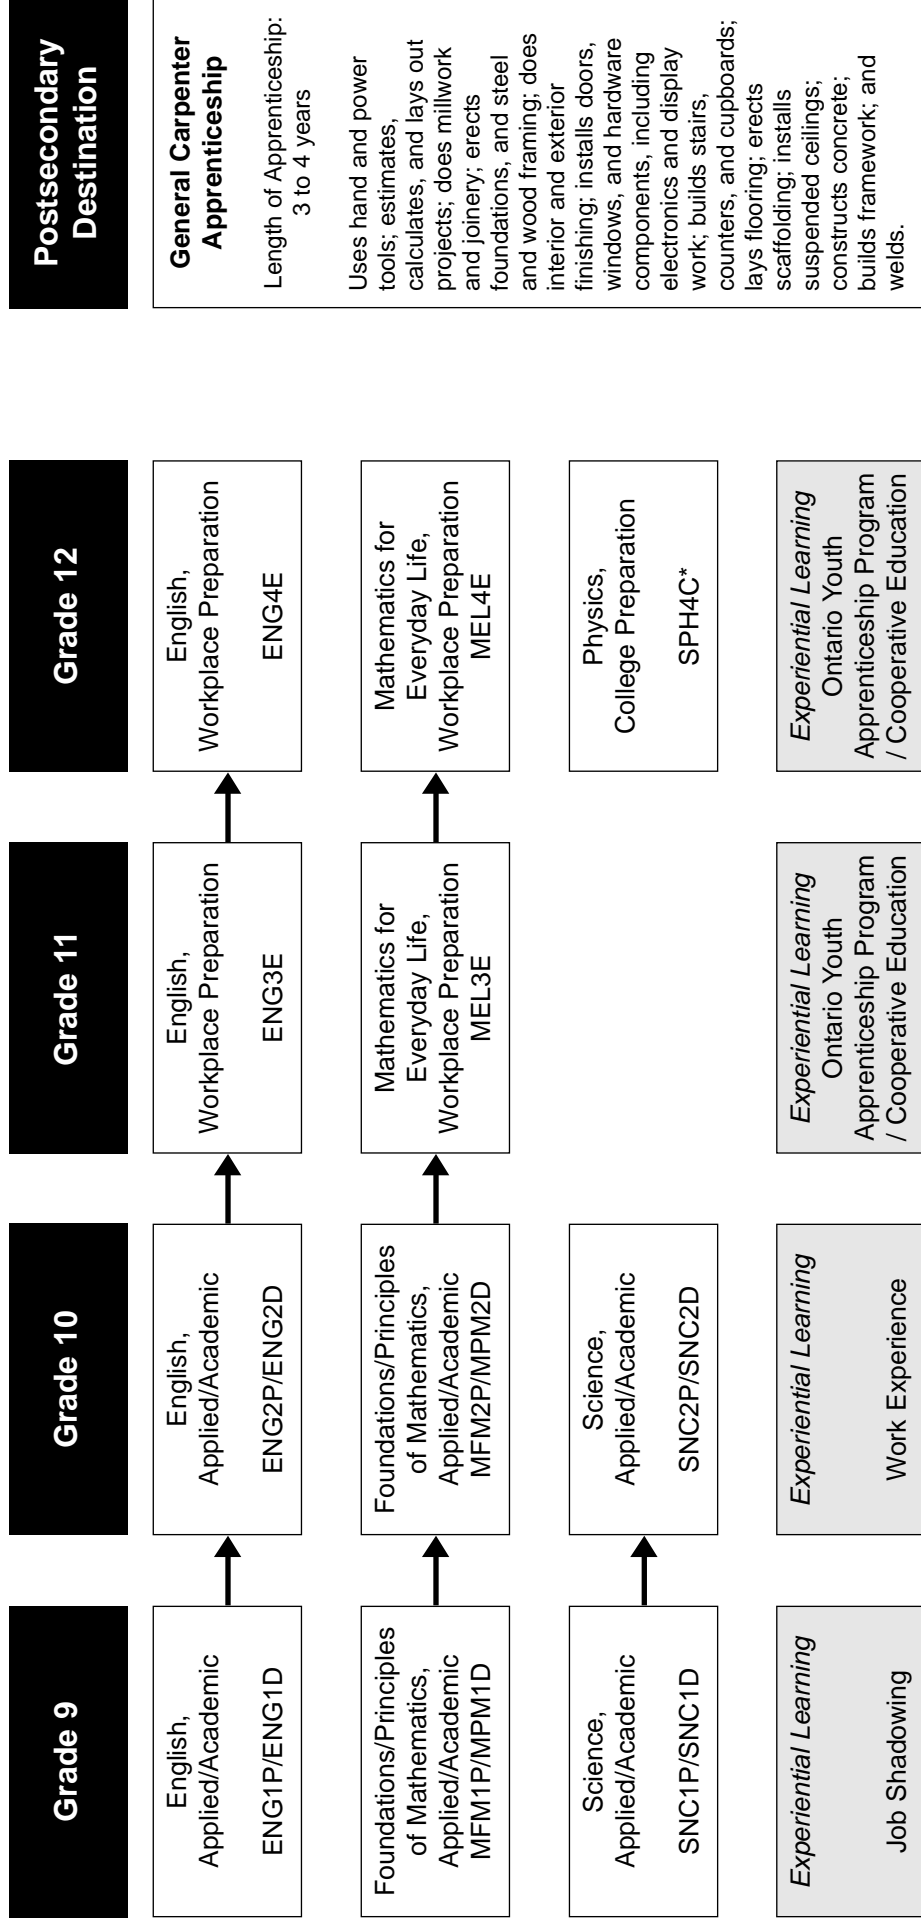 Grade 9
English,
Applied/Academic
ENG1P/ENG1D
Foundations/Principles
of Mathematics,
Applied/Academic
MFM1P/MPM1D
Science,
Applied/Academic
SNC1P/SNC1D
Experiential Learning
Job Shadowing
Grade 10
English,
Applied/Academic
ENG2P/ENG2D
Foundations/Principles
of Mathematics,
Applied/Academic
MFM2P/MPM2D
Science,
Applied/Academic
SNC2P/SNC2D
Experiential Learning
Work Experience
Grade 11
English,
Workplace Preparation
ENG3E
Mathematics for
Everyday Life,
Workplace Preparation
MEL3E
Experiential Learning
Ontario Youth
Apprenticeship Program
/ Cooperative Education
Grade 12
English,
Workplace Preparation
ENG4E
Mathematics for
Everyday Life,
Workplace Preparation
MEL4E
Physics,
College Preparation
SPH4C*
Experiential Learning
Ontario Youth
Apprenticeship Program
/ Cooperative Education
Postsecondary
Destination
General Carpenter
Apprenticeship
Length of Apprenticeship:
3 to 4 years
Uses hand and power
tools; estimates,
calculates, and lays out
projects; does millwork
and joinery; erects
foundations, and steel
and wood framing; does
interior and exterior
finishing; installs doors,
windows, and hardware
components, including
electronics and display
work; builds stairs,
counters, and cupboards;
lays flooring; erects
scaffolding; installs
suspended ceilings;
constructs concrete;
builds framework; and
welds.